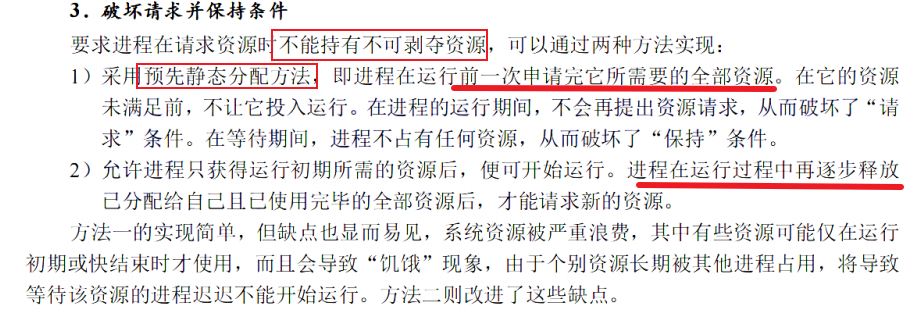 3．破坏请求并保持条件
要求进程在请求资源时不能持有不可剥夺资源，可以通过两种方法实现：
1）采用预先静态分配方法，即进程在运行前一次申请完它所需要的全部资源。在它的资源
未满足前，不让它投入运行。在进程的运行期间，不会再提出资源请求，从而破坏了“请
求”条件。在等待期间，进程不占有任何资源，从而破坏了“保持”条件。
2）允许进程只获得运行初期所需的资源后，便可开始运行。进程在运行过程中再逐步释放
已分配给自己且已使用完毕的全部资源后，才能请求新的资源。
方法一的实现简单，但缺点也显而易见，系统资源被严重浪费，其中有些资源可能仅在运行
初期或快结束时才使用，而且会导致“饥饿”现象，由于个别资源长期被其他进程占用，将导致
等待该资源的进程迟迟不能开始运行。方法二则改进了这些缺点。